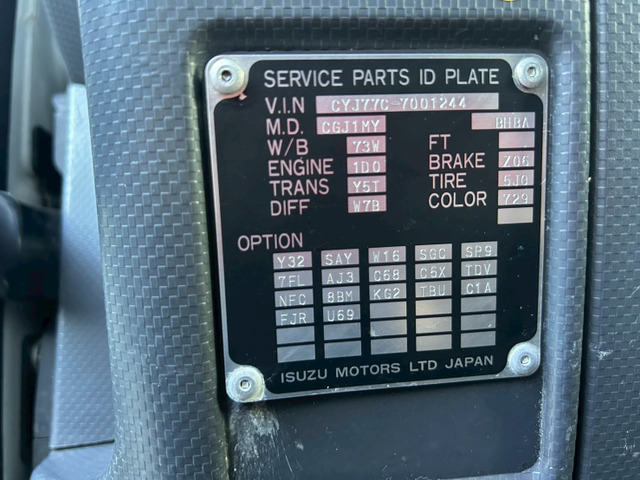 SERVICE PARTS ID PLATE
V.I.N CYJ77C-7001244
M.D. CGJ1MY BHBA
W/B 73W FT
ENGINE 1D0 BRAKE Z06
TRANS Y5T TIRE 5J0
DIFF W7B COLOR 729
OPTION
Y32 SAY W16 SGC SP9
7FL AJ3 C68 C5X TDV
NFC 8BM KG2 TBU C1A
FJR U69
ISUZU MOTORS LTD JAPAN